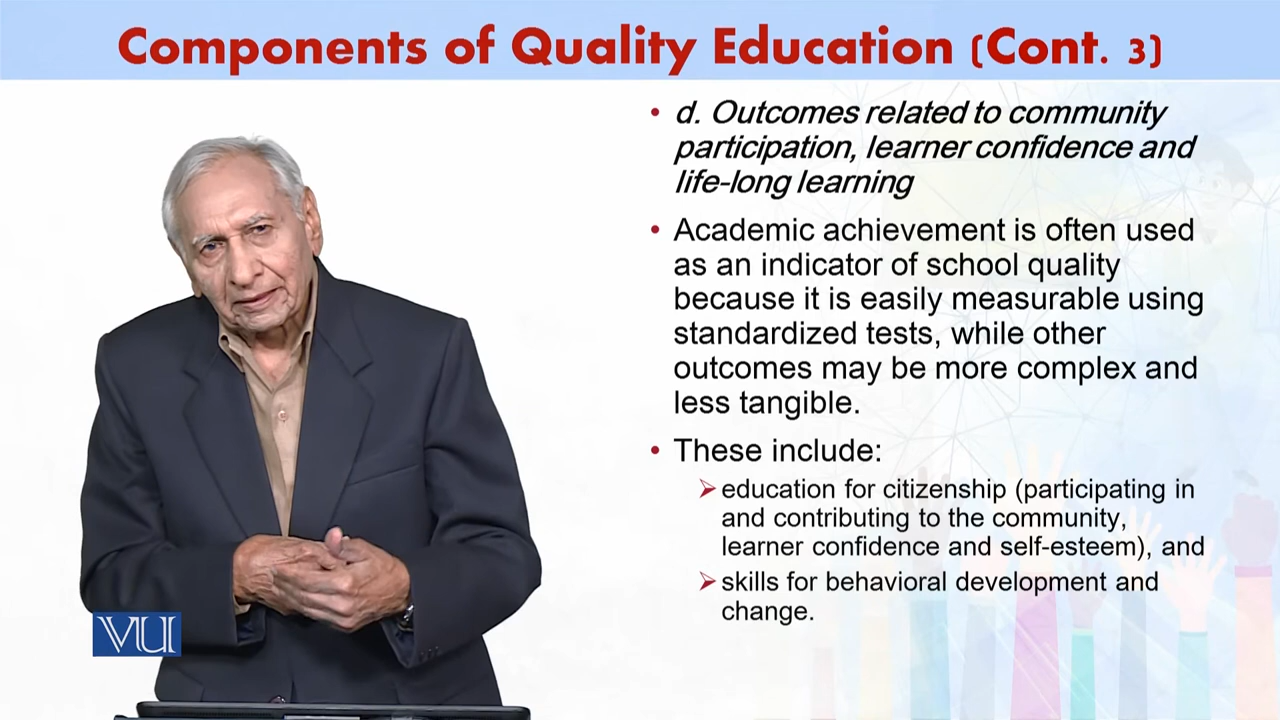 Components of Quality Education (Cont. 3)
• d. Outcomes related to community
participation, learner confidence and
life-long learning
• Academic achievement is often used
as an indicator of school quality
because it is easily measurable using
standardized tests, while other
outcomes may be more complex and
less tangible.
• These include:
➢ education for citizenship (participating in
and contributing to the community,
learner confidence and self-esteem), and
➢ skills for behavioral development and
change.
VU